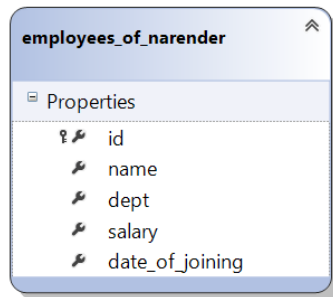 employees_of_narender
Properties
id
name
dept
salary
date_of_joining